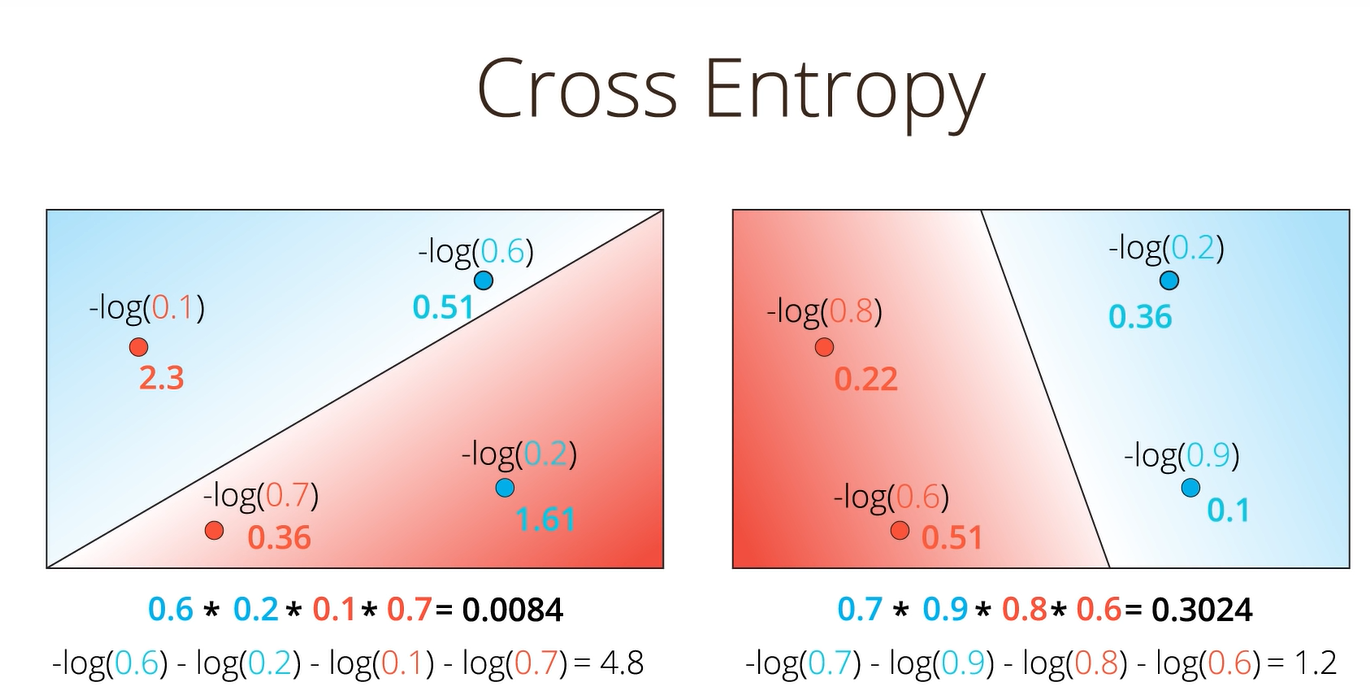 Cross Entropy
-log(0.6)
0.51
-log(0.1)
2.3
-log(0.2)
1.61
-log(0.7)
0.36
0.6 * 0.2 * 0.1 * 0.7 = 0.0084
-log(0.6) - log(0.2) - log(0.1) - log(0.7) = 4.8
-log(0.2)
0.36
-log(0.8)
0.22
-log(0.9)
0.1
-log(0.6)
0.51
0.7 * 0.9 * 0.8 * 0.6 = 0.3024
-log(0.7) - log(0.9) - log(0.8) - log(0.6) = 1.2